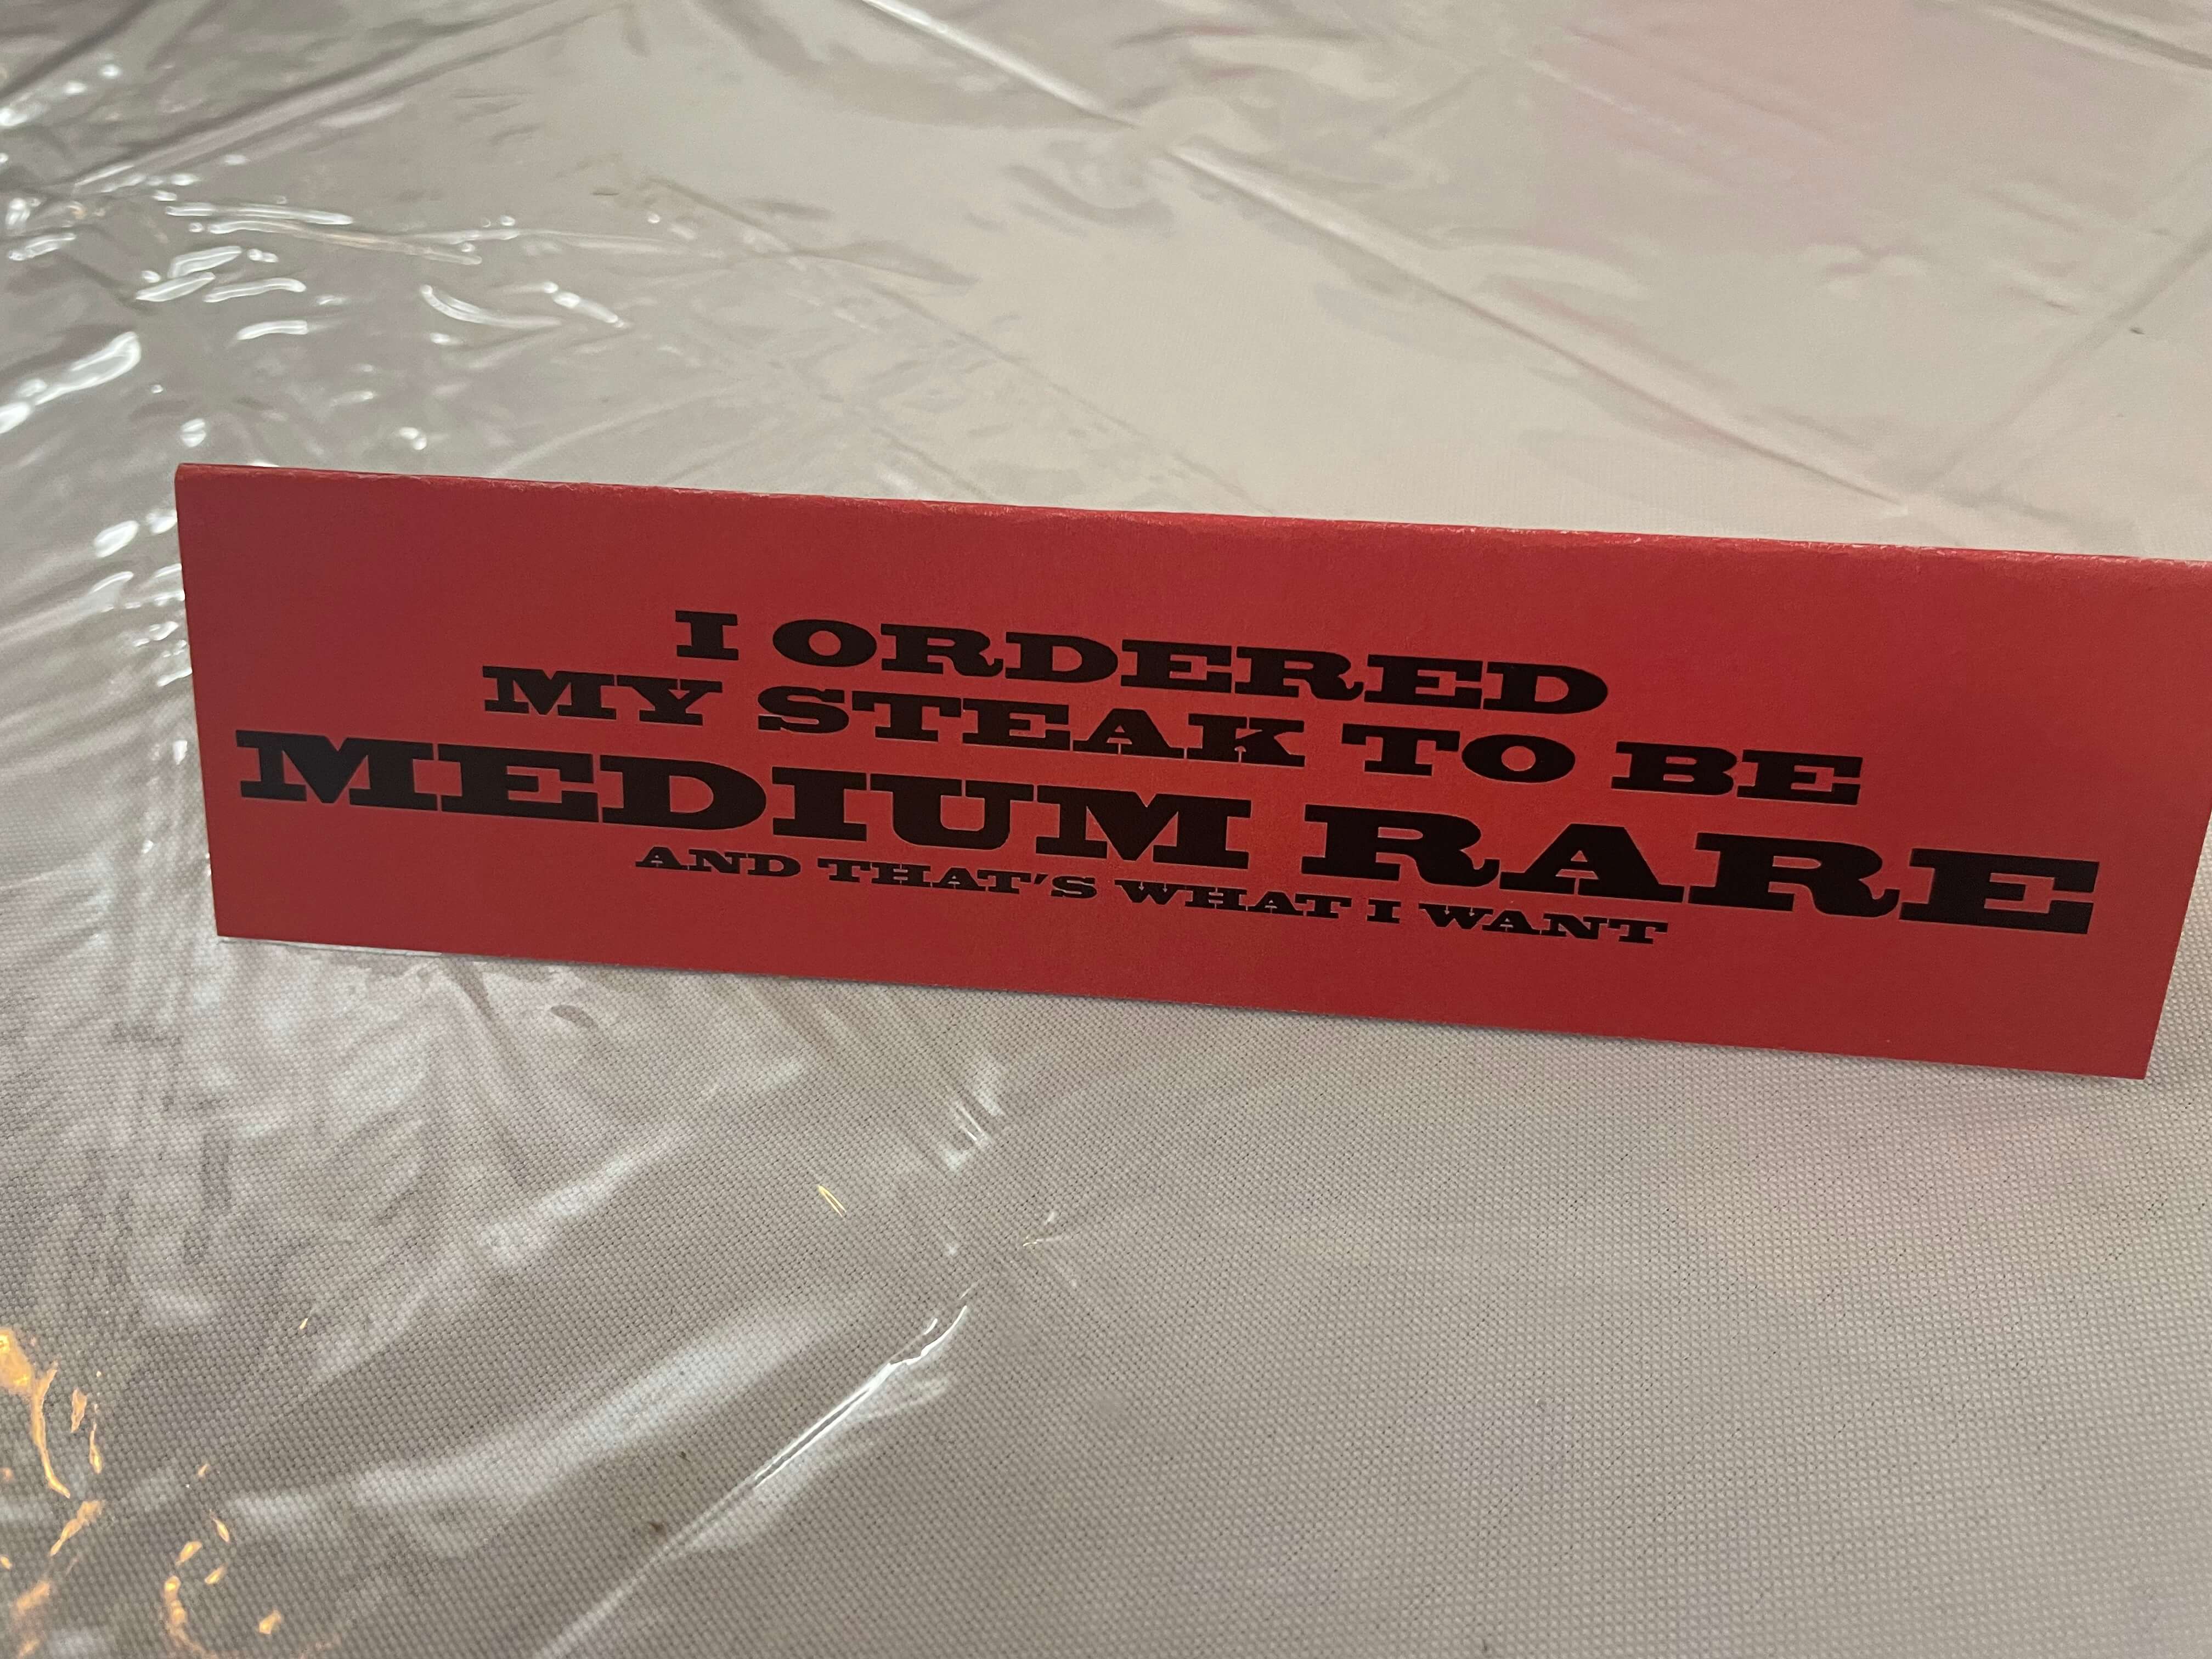 I ORDERED
MY STEAK TO BE
MEDIUM RARE
AND THAT'S WHAT I WANT